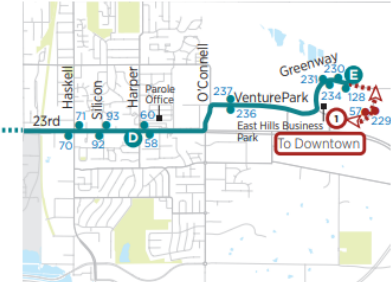 Greenway
230
E
231
Haskell
Silicon
Harper
Parole
Office
O'Connell
237
VenturePark
234
128
57
236
1
229
23rd
71
93
60
East Hills Business
Park
D
70
92
58
To Downtown